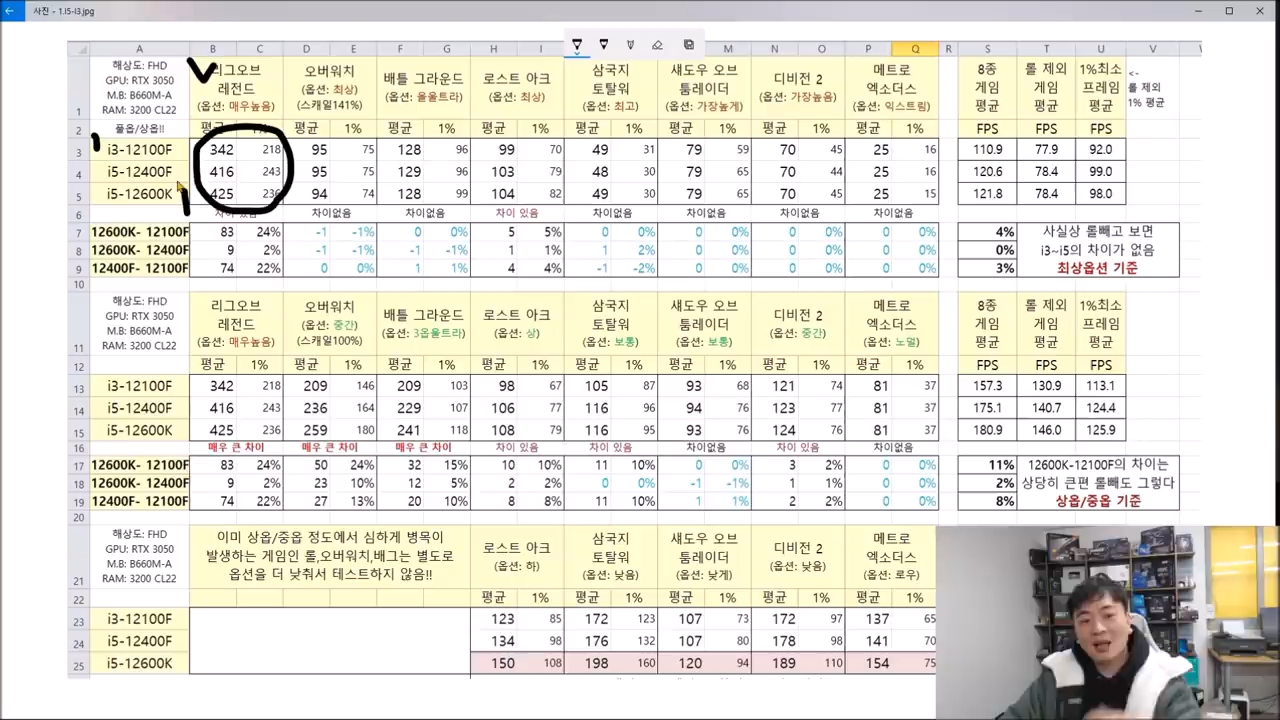 사진 - 1.I5-I3.jpg
A B C D E F G H I M N O P Q R S T U V
1 해상도: FHD 리그오브 오버워치 배틀 그라운드 로스트 아크 삼국지 섀도우 오브 디비전 2 메트로 8종 롤 제외 1%최소 <-
GPU: RTX 3050 레전드 (옵션: 최상) (옵션: 울울트라) (옵션: 최상) 토탈워 툼레이더 (옵션: 가장높음) 엑소더스 게임 게임 프레임 롤 제외
M.B: B660M-A (옵션: 매우높음) (스캐일141%) (옵션: 최고) (옵션: 가장높게) (옵션: 익스트림) 평균 평균 평균 1% 평균
RAM: 3200 CL22
2 풀옵/상옵!! 평균 평균 1% 평균 1% 평균 1% 평균 1% 평균 1% 평균 1% 평균 1% FPS FPS FPS
3 i3-12100F 342 218 95 75 128 96 99 70 49 31 79 59 70 45 25 16 110.9 77.9 92.0
4 i5-12400F 416 243 95 75 129 96 103 77 48 30 79 65 70 44 25 16 120.6 78.4 99.0
5 i5-12600K 425 236 94 74 128 99 104 82 49 30 79 65 70 45 25 15 121.8 78.4 98.0
6 차이 있음 차이없음 차이없음 차이 있음 차이없음 차이없음 차이없음 차이없음
7 12600K- 12100F 83 24% -1 -1% 0 0% 5 5% 0 0% 0 0% 0 0% 0 0% 4% 사실상 롤빼고 보면
8 12600K- 12400F 9 2% -1 -1% -1 -1% 1 1% 1 2% 0 0% 0 0% 0 0% 0% i3~i5의 차이가 없음
9 12400F- 12100F 74 22% 0 0% 1 1% 4 4% -1 -2% 0 0% 0 0% 0 0% 3% 최상옵션 기준
10
11 해상도: FHD 리그오브 오버워치 배틀 그라운드 로스트 아크 삼국지 섀도우 오브 디비전 2 메트로 8종 롤 제외 1%최소
GPU: RTX 3050 레전드 (옵션: 중간) (옵션: 3옵울트라) (옵션: 상) 토탈워 툼레이더 (옵션: 중간) 엑소더스 게임 게임 프레임
M.B: B660M-A (옵션: 매우높음) (스캐일100%) (옵션: 보통) (옵션: 보통) (옵션: 노멀) 평균 평균 평균
RAM: 3200 CL22
12 평균 1% 평균 1% 평균 1% 평균 1% 평균 1% 평균 1% 평균 1% 평균 1% FPS FPS FPS
13 i3-12100F 342 218 209 146 209 103 98 67 105 87 93 68 121 74 81 37 157.3 130.9 113.1
14 i5-12400F 416 243 236 164 229 107 106 77 116 96 94 76 123 77 81 37 175.1 140.7 124.4
15 i5-12600K 425 236 259 180 241 118 108 79 116 95 93 76 124 76 81 37 180.9 146.0 125.9
16 매우 큰 차이 매우 큰 차이 매우 큰 차이 차이 있음 차이 있음 차이없음 차이없음 차이없음
17 12600K- 12100F 83 24% 50 24% 32 15% 10 10% 11 10% 0 0% 3 2% 0 0% 11% 12600K-12100F의 차이는
18 12600K- 12400F 9 2% 23 10% 12 5% 2 2% 0 0% -1 -1% 1 1% 0 0% 2% 상당히 큰편 롤빼도 그렇다
19 12400F- 12100F 74 22% 27 13% 20 10% 8 8% 11 10% 1 1% 2 2% 0 0% 8% 상옵/중옵 기준
20
21 해상도: FHD 이미 상옵/중옵 정도에서 심하게 병목이 로스트 아크 삼국지 섀도우 오브 디비전 2 메트로
GPU: RTX 3050 발생하는 게임인 롤,오버워치,배그는 별도로 (옵션: 하) 토탈워 툼레이더 (옵션: 낮음) 엑소더스
M.B: B660M-A 옵션을 더 낮춰서 테스트하지 않음!! (옵션: 낮음) (옵션: 낮게) (옵션: 로우)
RAM: 3200 CL22
22 평균 1% 평균 1% 평균 1% 평균 1% 평균 1%
23 i3-12100F 123 85 172 123 107 73 172 97 137 65
24 i5-12400F 134 98 176 132 107 80 178 98 141 70
25 i5-12600K 150 108 198 160 120 94 189 110 154 75